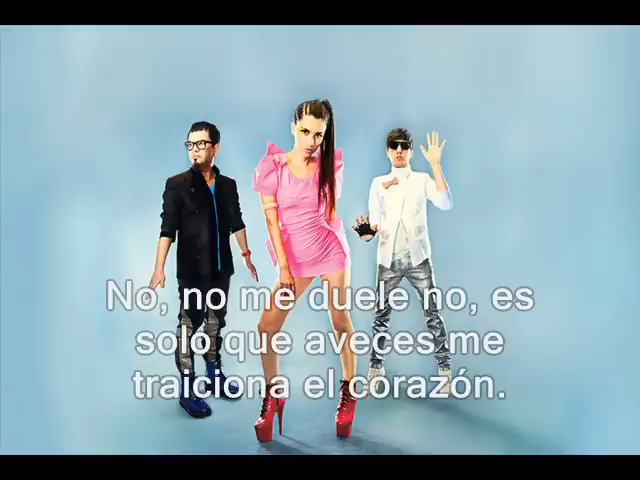 No, no me duele no, es
solo que aveces me
traiciona el corazón.